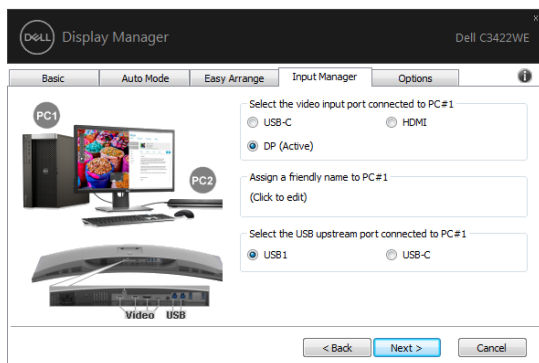 DELL Display Manager
Dell C3422WE
Basic Auto Mode Easy Arrange Input Manager Options
PC1
PC2
Video USB
Select the video input port connected to PC#1
USB-C HDMI
DP (Active)
Assign a friendly name to PC#1
(Click to edit)
Select the USB upstream port connected to PC#1
USB1 USB-C
< Back Next > Cancel